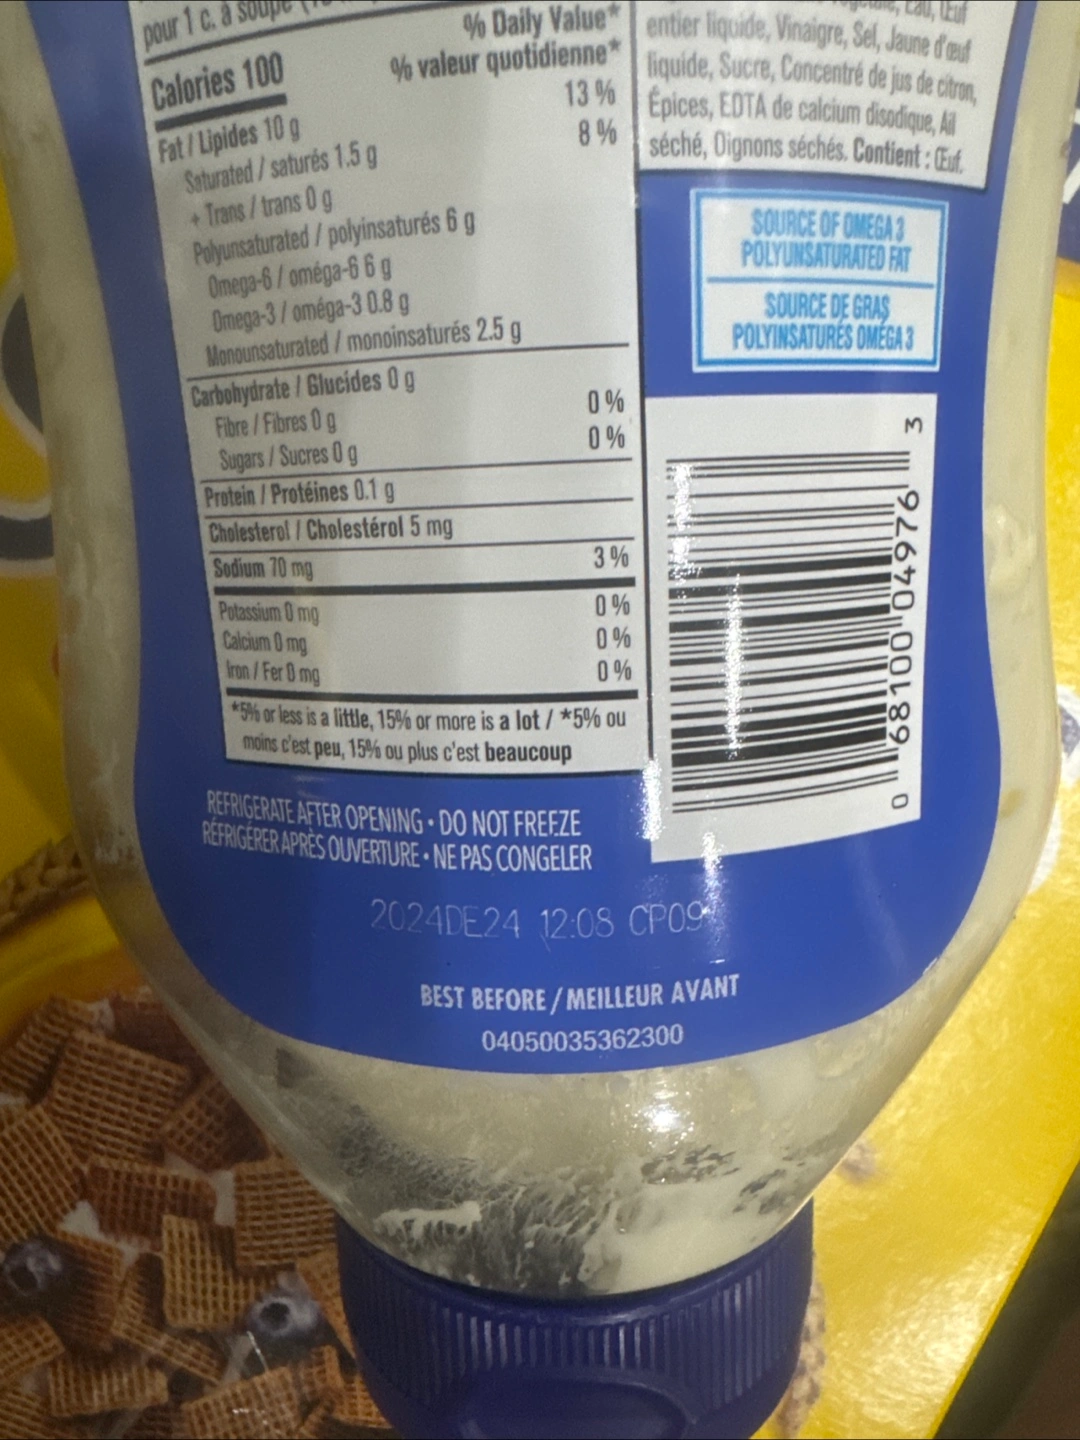 pour 1 c. à soupe
% Daily Value*
% valeur quotidienne*
Calories 100
Fat / Lipides 10 g 13 %
Saturated / saturés 1.5 g 8 %
+ Trans / trans 0 g
Polyunsaturated / polyinsaturés 6 g
Omega-6 / oméga-6 6 g
Omega-3 / oméga-3 0.8 g
Monounsaturated / monoinsaturés 2.5 g
Carbohydrate / Glucides 0 g
Fibre / Fibres 0 g 0 %
Sugars / Sucres 0 g 0 %
Protein / Protéines 0.1 g
Cholesterol / Cholestérol 5 mg
Sodium 70 mg 3 %
Potassium 0 mg 0 %
Calcium 0 mg 0 %
Iron / Fer 0 mg 0 %
*5% or less is a little, 15% or more is a lot / *5% ou
moins c'est peu, 15% ou plus c'est beaucoup
Eau, Œuf
entier liquide, Vinaigre, Sel, Jaune d'œuf
liquide, Sucre, Concentré de jus de citron,
Épices, EDTA de calcium disodique, Ail
séché, Oignons séchés. Contient : Œuf.
SOURCE OF OMEGA 3
POLYUNSATURATED FAT
SOURCE DE GRAS
POLYINSATURÉS OMÉGA 3
0 68100 04976 3
REFRIGERATE AFTER OPENING • DO NOT FREEZE
RÉFRIGÉRER APRÈS OUVERTURE • NE PAS CONGELER
2024DE24 12:08 CP09
BEST BEFORE / MEILLEUR AVANT
04050035362300